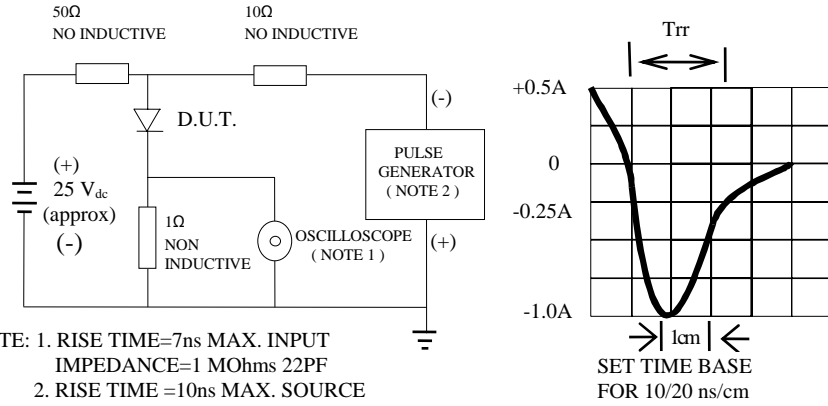 50Ω
NO INDUCTIVE
10Ω
NO INDUCTIVE
D.U.T.
(+)
25 Vdc
(approx)
(-)
1Ω
NON
INDUCTIVE
OSCILLOSCOPE
( NOTE 1 )
(-)
PULSE
GENERATOR
( NOTE 2 )
(+)
TE: 1. RISE TIME=7ns MAX. INPUT
IMPEDANCE=1 MOhms 22PF
2. RISE TIME =10ns MAX. SOURCE
Trr
+0.5A
0
-0.25A
-1.0A
1cm
SET TIME BASE
FOR 10/20 ns/cm